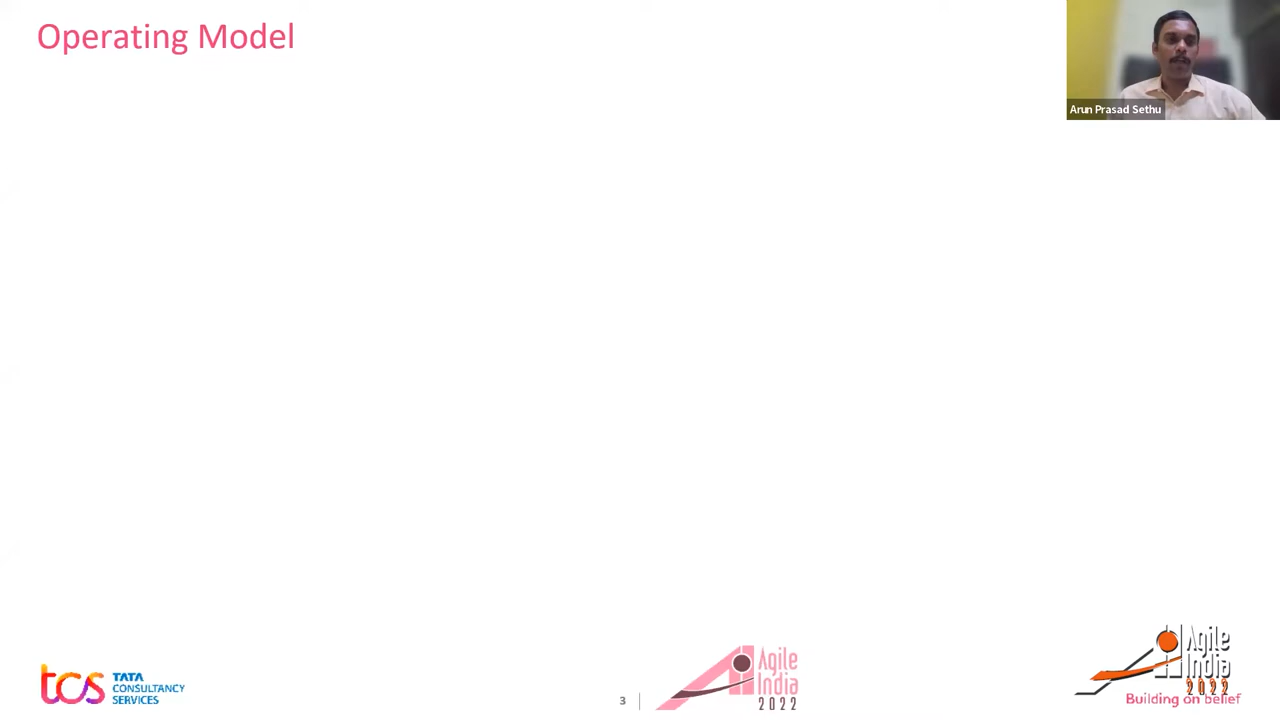 Operating Model
Arun Prasad Sethu
tcs
TATA
CONSULTANCY
SERVICES
3
Agile
India
2022
Agile
India
2022
Building on belief